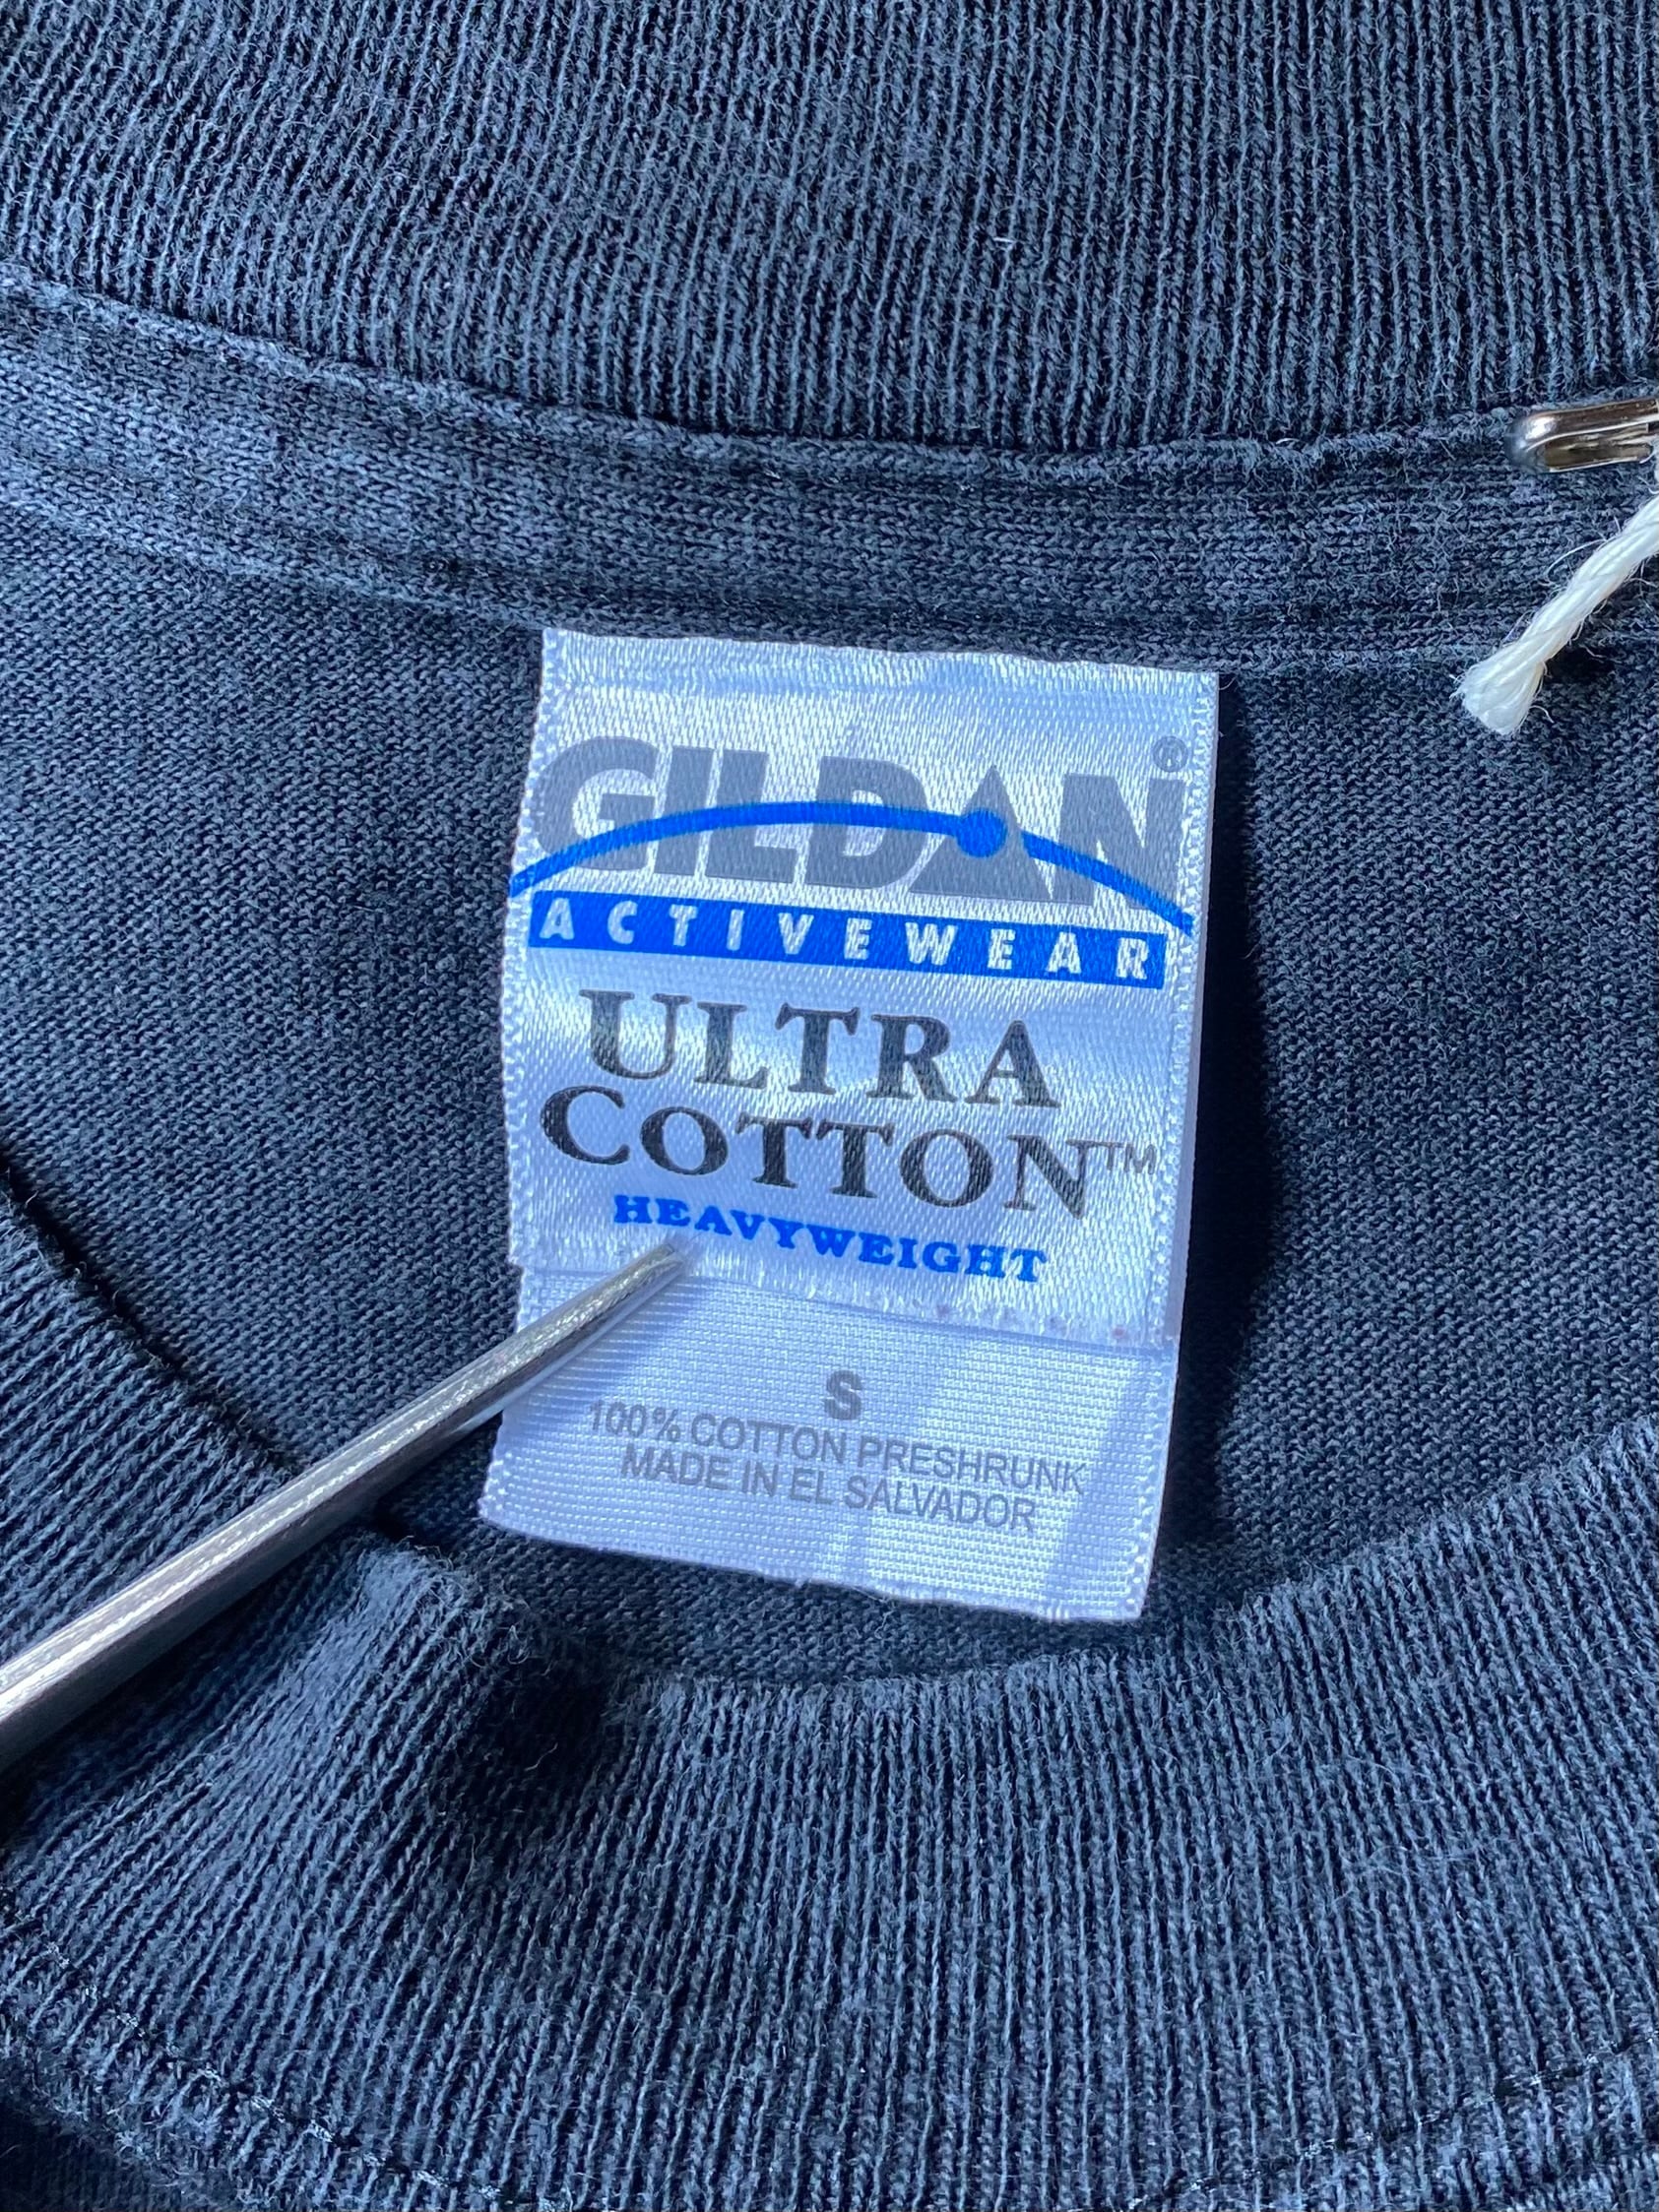 GILDAN®
ACTIVEWEAR
ULTRA
COTTON™
HEAVYWEIGHT
S
100% COTTON PRESHRUNK
MADE IN EL SALVADOR